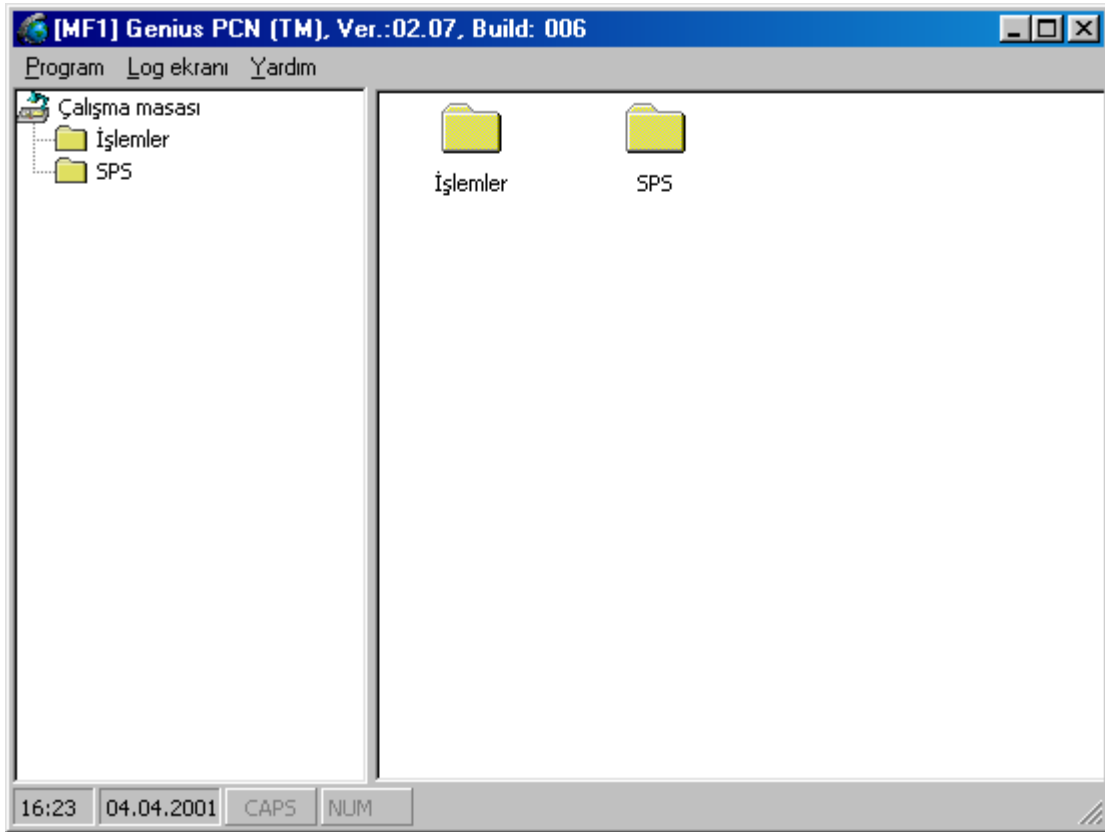 [MF1] Genius PCN (TM), Ver.:02.07, Build: 006
Program Log ekranı Yardım
Çalışma masası
İşlemler
SPS
İşlemler SPS
16:23 04.04.2001 CAPS NUM